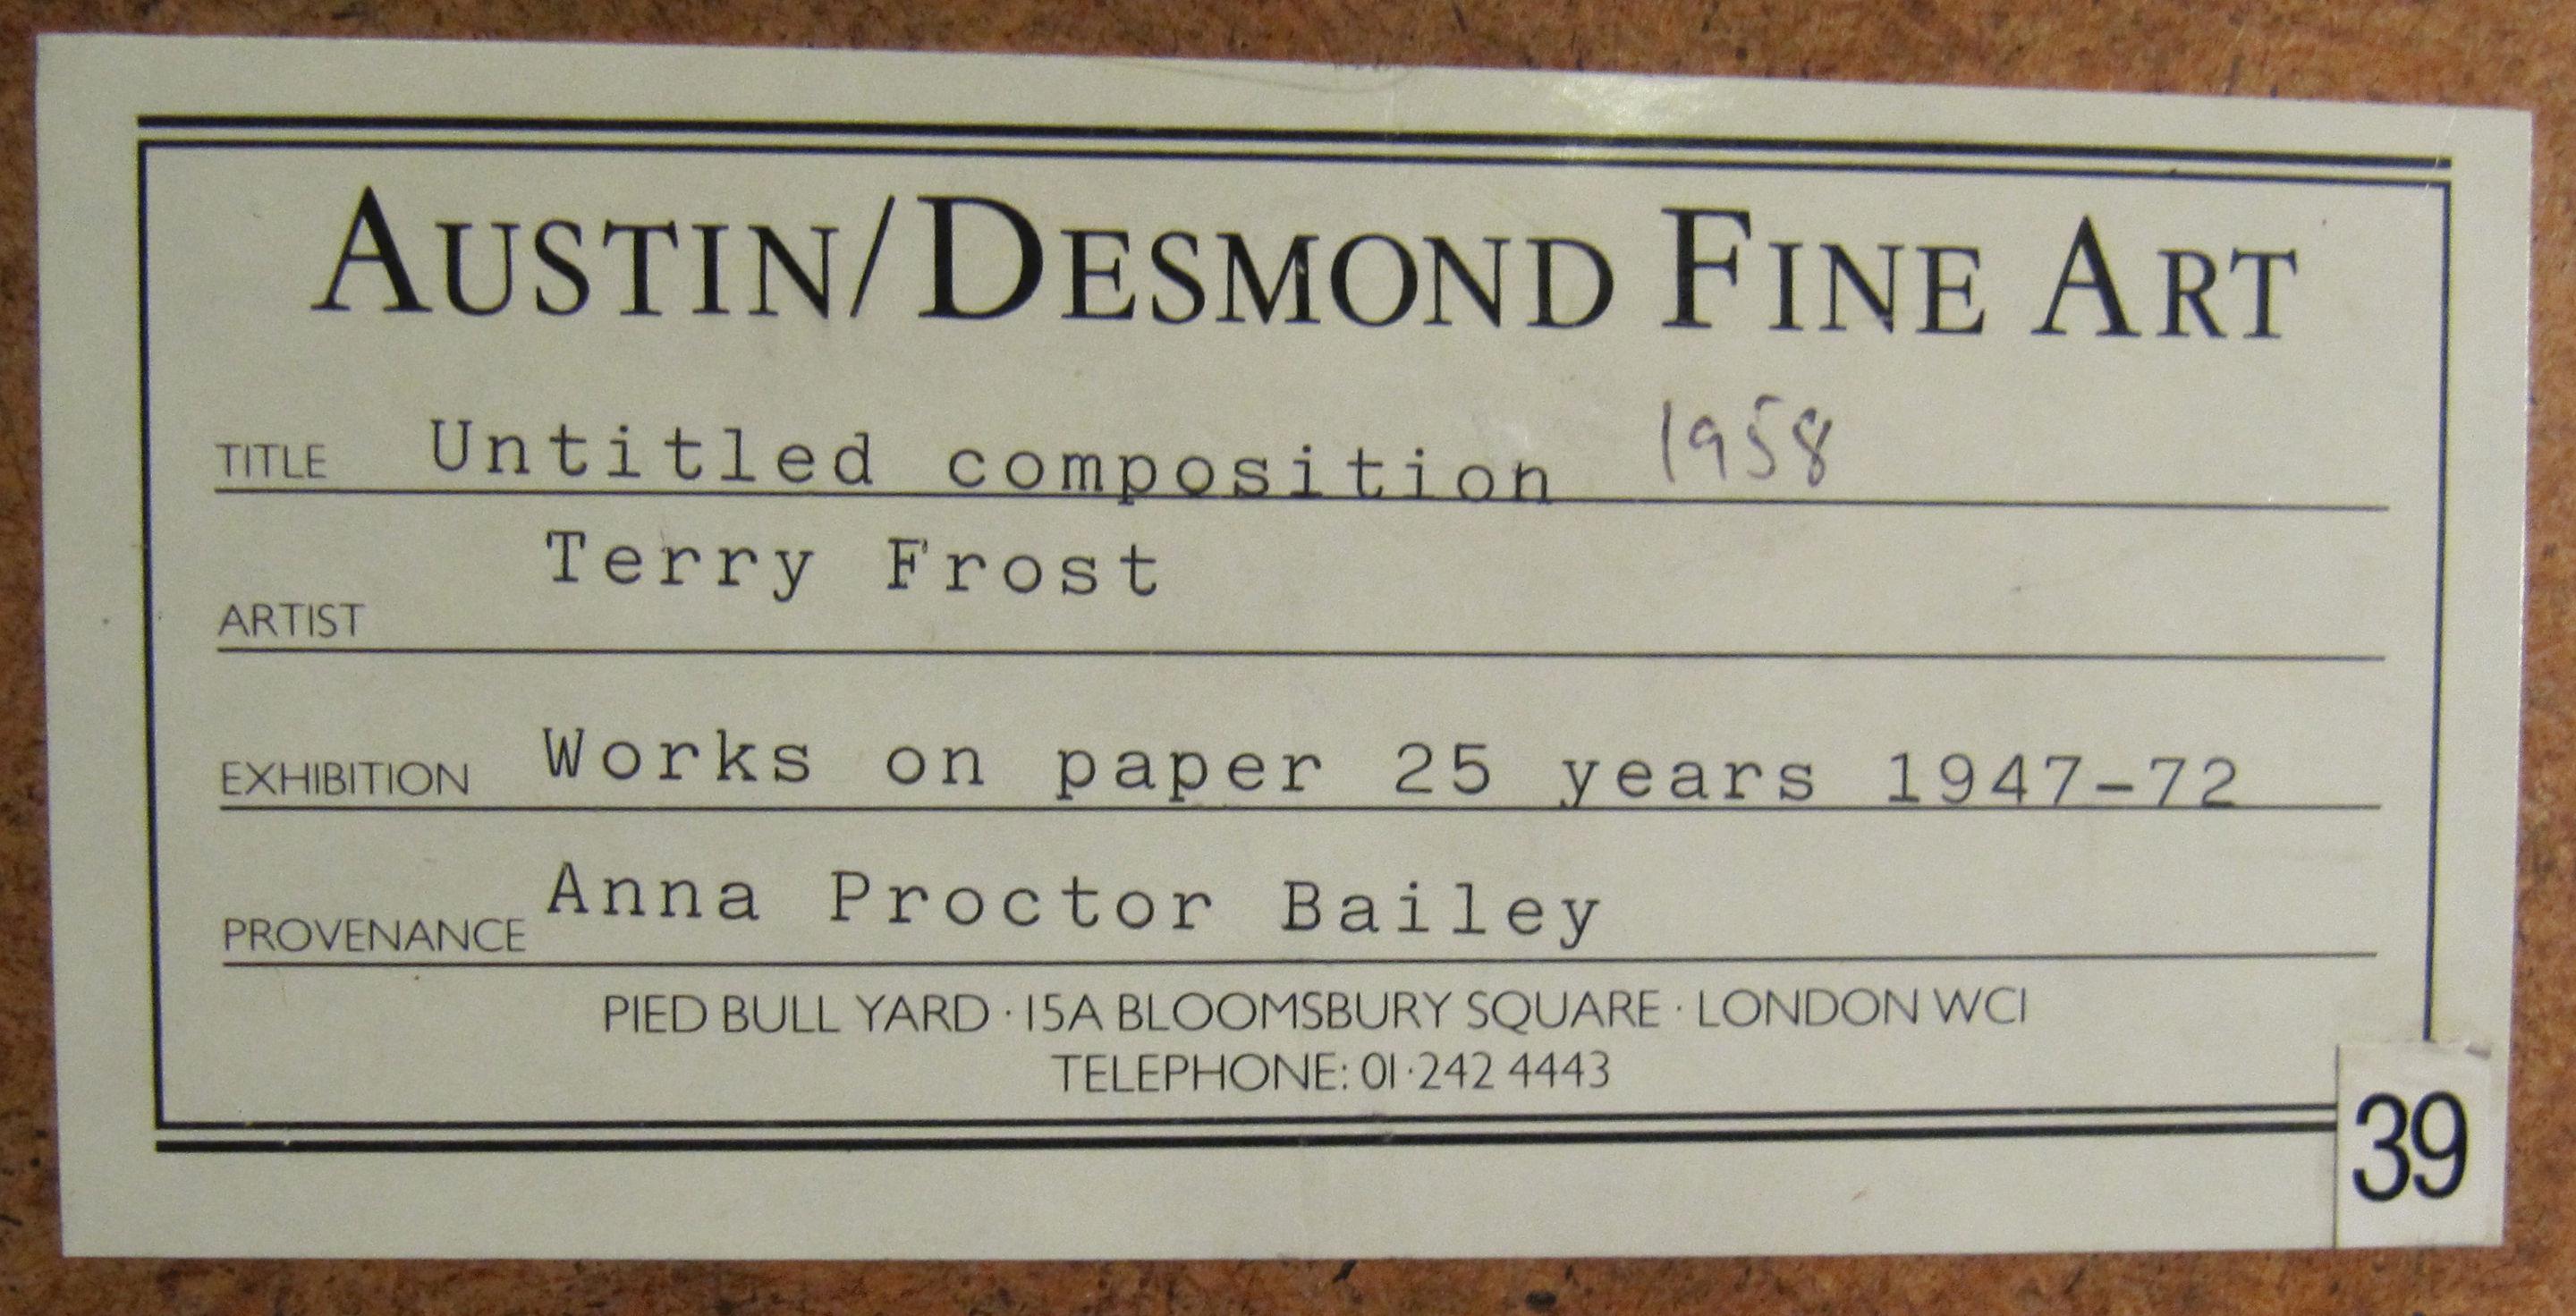 AUSTIN/DESMOND FINE ART
TITLE Untitled composition 1958
Terry Frost
ARTIST
EXHIBITION Works on paper 25 years 1947-72
PROVENANCE Anna Proctor Bailey
PIED BULL YARD · 15A BLOOMSBURY SQUARE · LONDON WC1
TELEPHONE: 01·242 4443
39